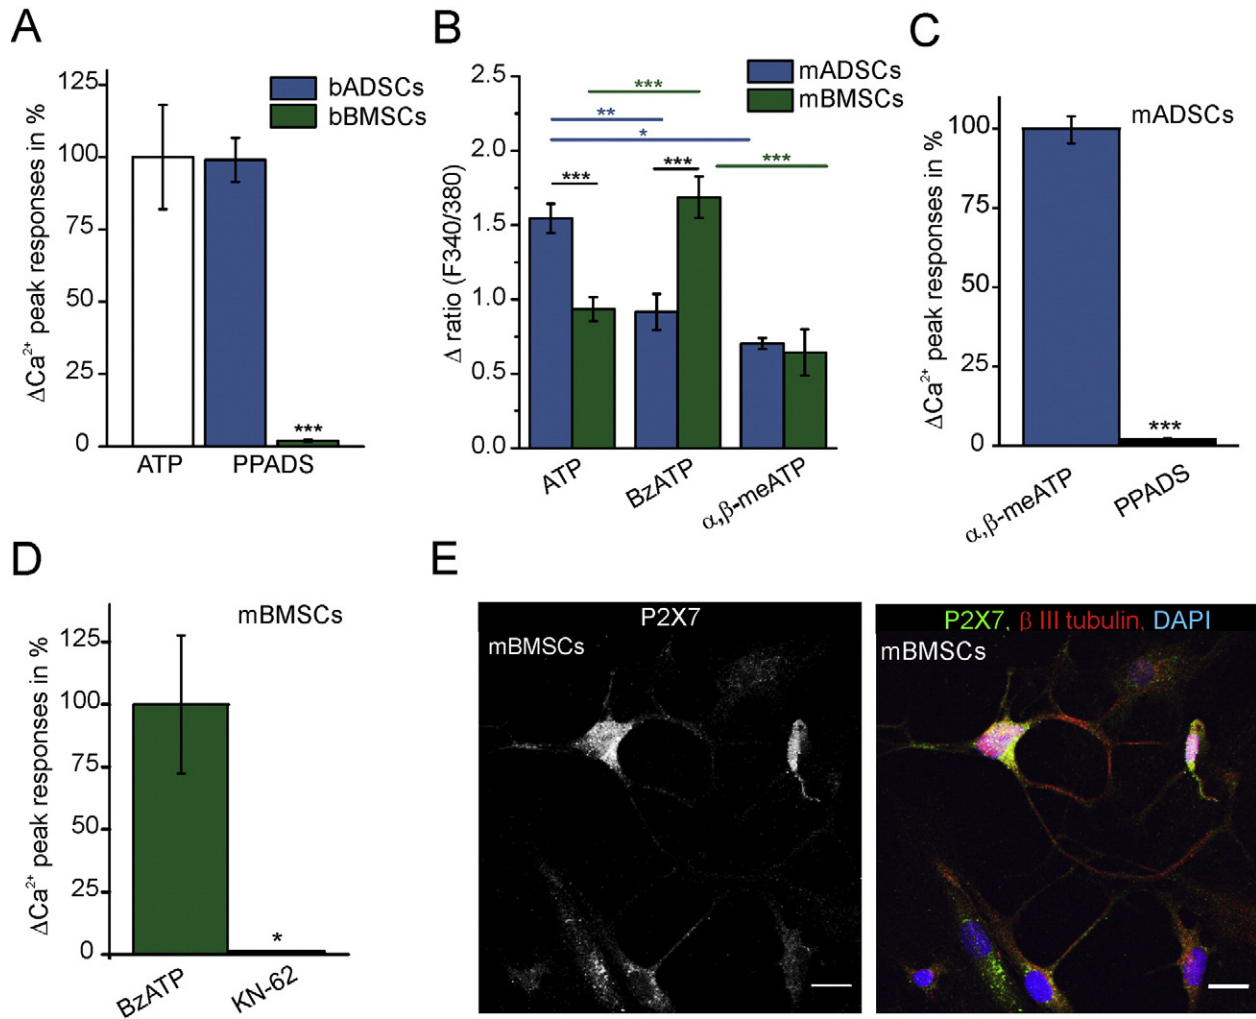 A
ΔCa²⁺ peak responses in %
125
100
75
50
25
0
bADSCs
bBMSCs
***
ATP
PPADS
B
Δ ratio (F340/380)
2.5
2.0
1.5
1.0
0.5
0.0
mADSCs
mBMSCs
***
**
*
***
***
***
ATP
BzATP
α,β-meATP
C
ΔCa²⁺ peak responses in %
100
75
50
25
0
mADSCs
***
α,β-meATP
PPADS
D
ΔCa²⁺ peak responses in %
125
100
75
50
25
0
mBMSCs
*
BzATP
KN-62
E
P2X7
mBMSCs
P2X7, β III tubulin, DAPI
mBMSCs